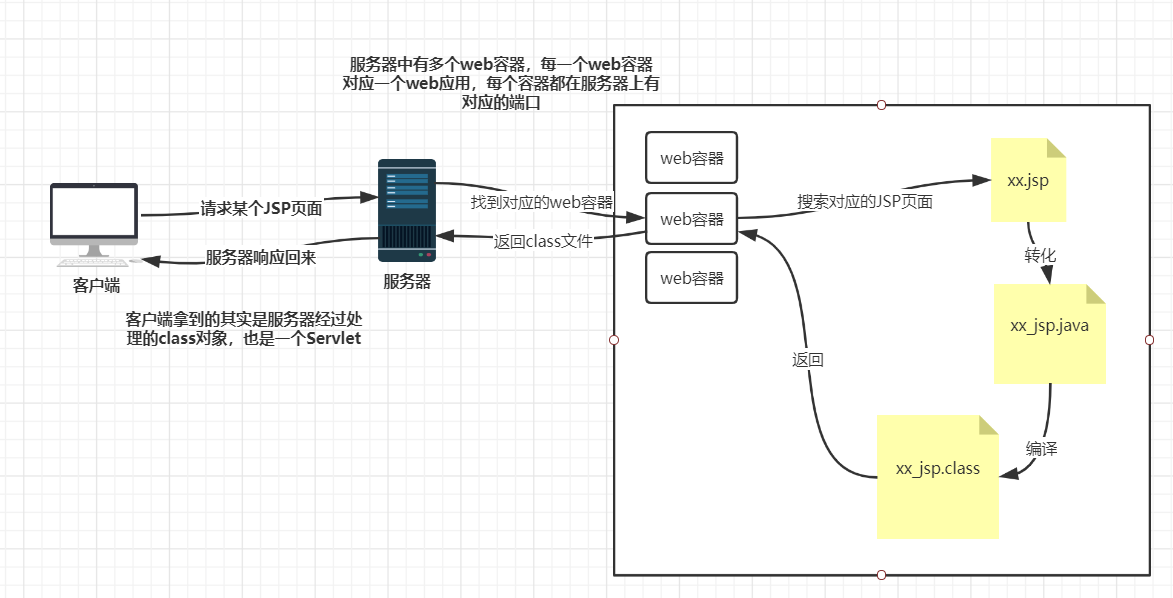 服务器中有多个web容器，每一个web容器
对应一个web应用，每个容器都在服务器上有
对应的端口
请求某个JSP页面
服务器响应回来
客户端
服务器
客户端拿到的其实是服务器经过处
理的class对象，也是一个Servlet
找到对应的web容器
返回class文件
web容器
web容器
web容器
搜索对应的JSP页面
xx.jsp
转化
xx_jsp.java
编译
xx_jsp.class
返回